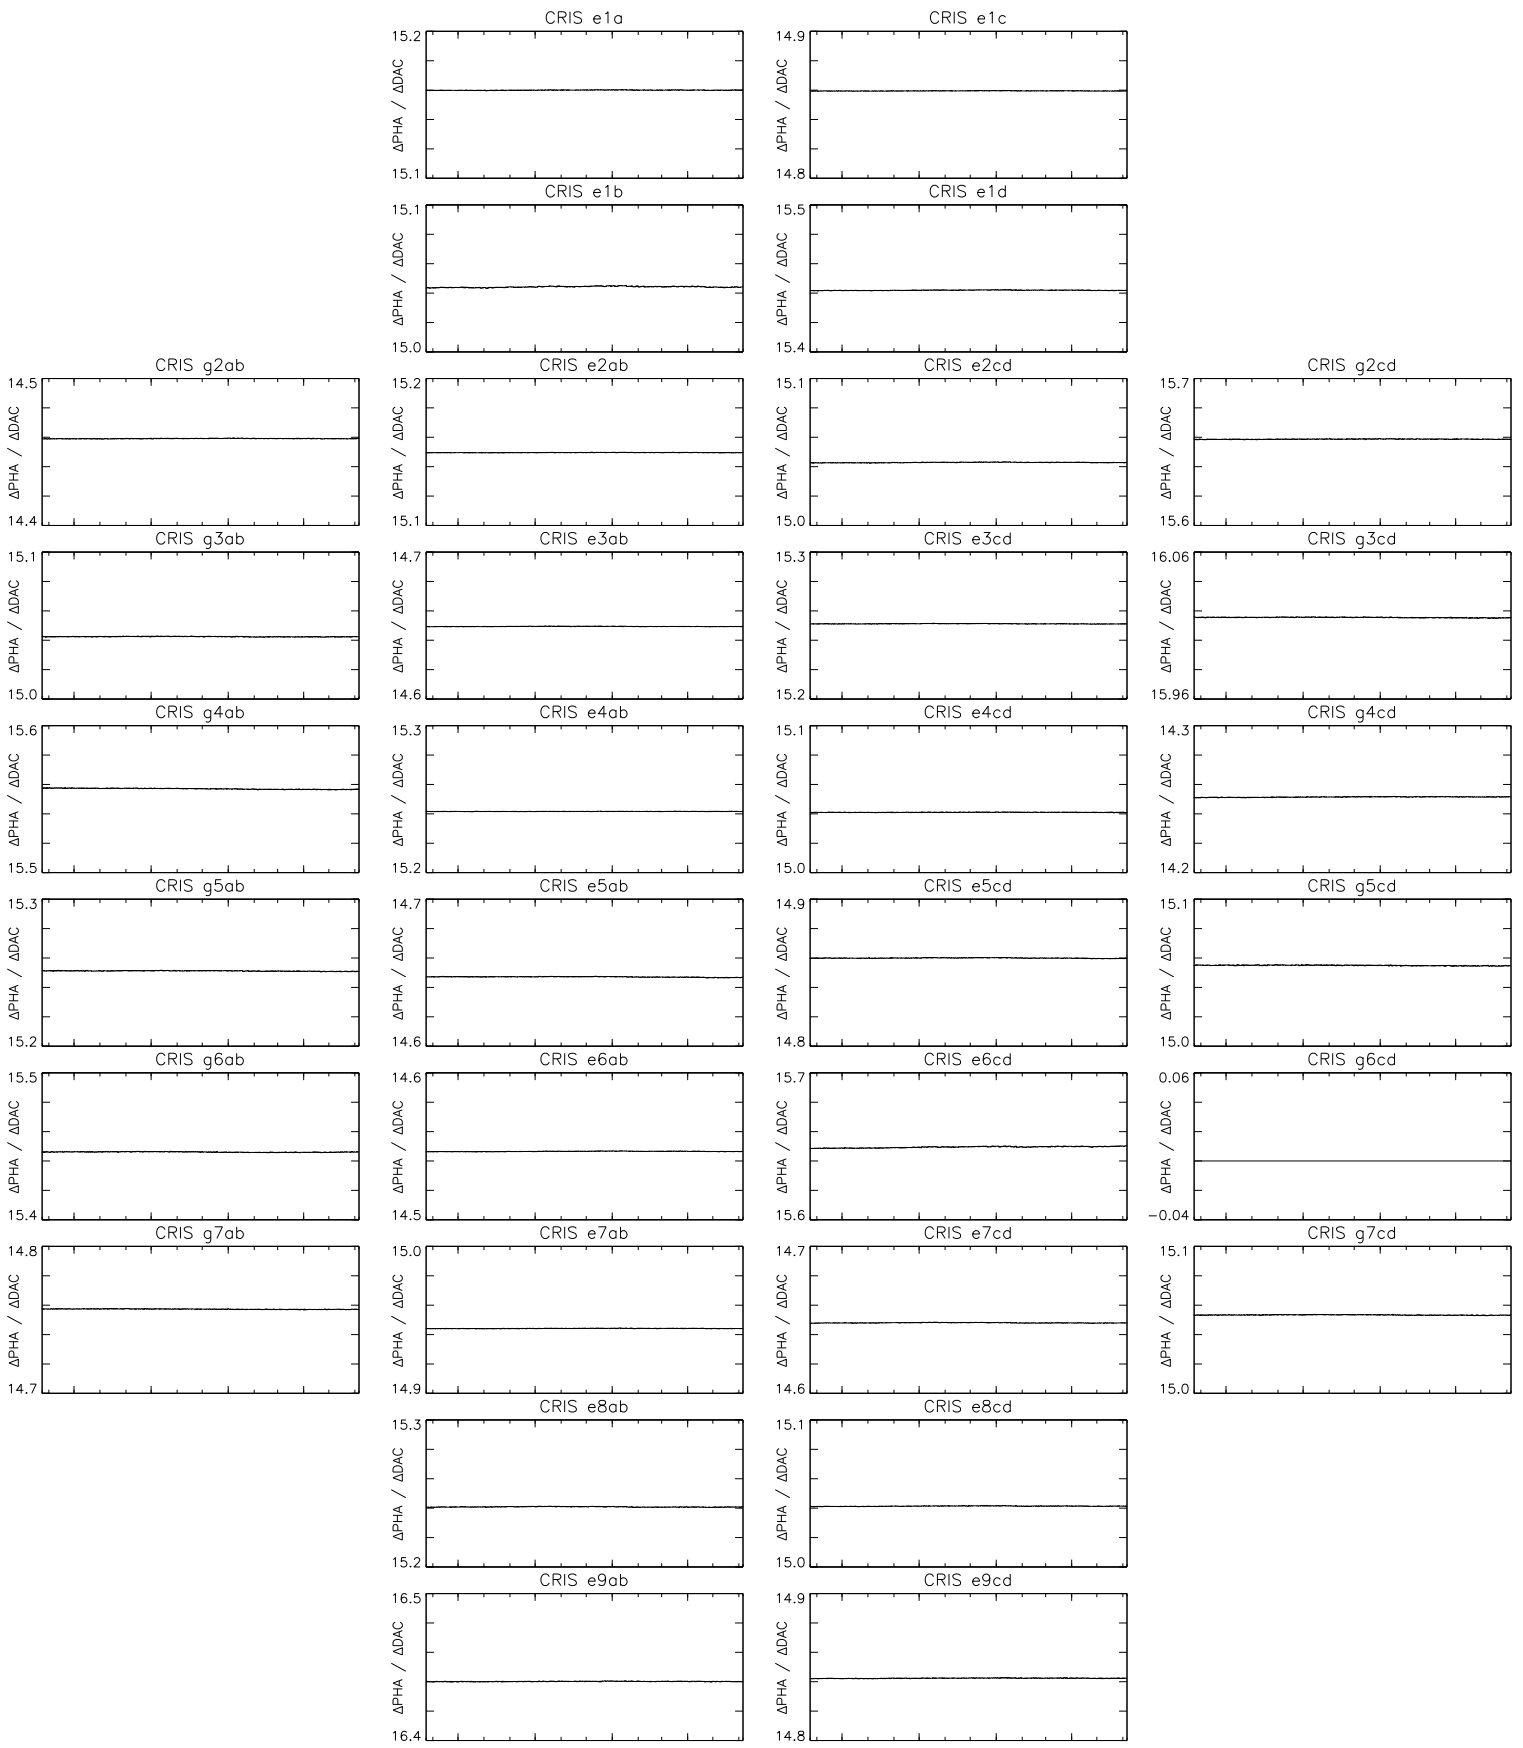 CRIS e1a
CRIS e1c
15.2
ΔPHA / ΔDAC
15.1
14.9
ΔPHA / ΔDAC
14.8
CRIS e1b
CRIS e1d
15.1
ΔPHA / ΔDAC
15.0
15.5
ΔPHA / ΔDAC
15.4
CRIS g2ab
CRIS e2ab
CRIS e2cd
CRIS g2cd
14.5
ΔPHA / ΔDAC
14.4
15.2
ΔPHA / ΔDAC
15.1
15.1
ΔPHA / ΔDAC
15.0
15.7
ΔPHA / ΔDAC
15.6
CRIS g3ab
CRIS e3ab
CRIS e3cd
CRIS g3cd
15.1
ΔPHA / ΔDAC
15.0
14.7
ΔPHA / ΔDAC
14.6
15.3
ΔPHA / ΔDAC
15.2
16.06
ΔPHA / ΔDAC
15.96
CRIS g4ab
CRIS e4ab
CRIS e4cd
CRIS g4cd
15.6
ΔPHA / ΔDAC
15.5
15.3
ΔPHA / ΔDAC
15.2
15.1
ΔPHA / ΔDAC
15.0
14.3
ΔPHA / ΔDAC
14.2
CRIS g5ab
CRIS e5ab
CRIS e5cd
CRIS g5cd
15.3
ΔPHA / ΔDAC
15.2
14.7
ΔPHA / ΔDAC
14.6
14.9
ΔPHA / ΔDAC
14.8
15.1
ΔPHA / ΔDAC
15.0
CRIS g6ab
CRIS e6ab
CRIS e6cd
CRIS g6cd
15.5
ΔPHA / ΔDAC
15.4
14.6
ΔPHA / ΔDAC
14.5
15.7
ΔPHA / ΔDAC
15.6
0.06
ΔPHA / ΔDAC
−0.04
CRIS g7ab
CRIS e7ab
CRIS e7cd
CRIS g7cd
14.8
ΔPHA / ΔDAC
14.7
15.0
ΔPHA / ΔDAC
14.9
14.7
ΔPHA / ΔDAC
14.6
15.1
ΔPHA / ΔDAC
15.0
CRIS e8ab
CRIS e8cd
15.3
ΔPHA / ΔDAC
15.2
15.1
ΔPHA / ΔDAC
15.0
CRIS e9ab
CRIS e9cd
16.5
ΔPHA / ΔDAC
16.4
14.9
ΔPHA / ΔDAC
14.8